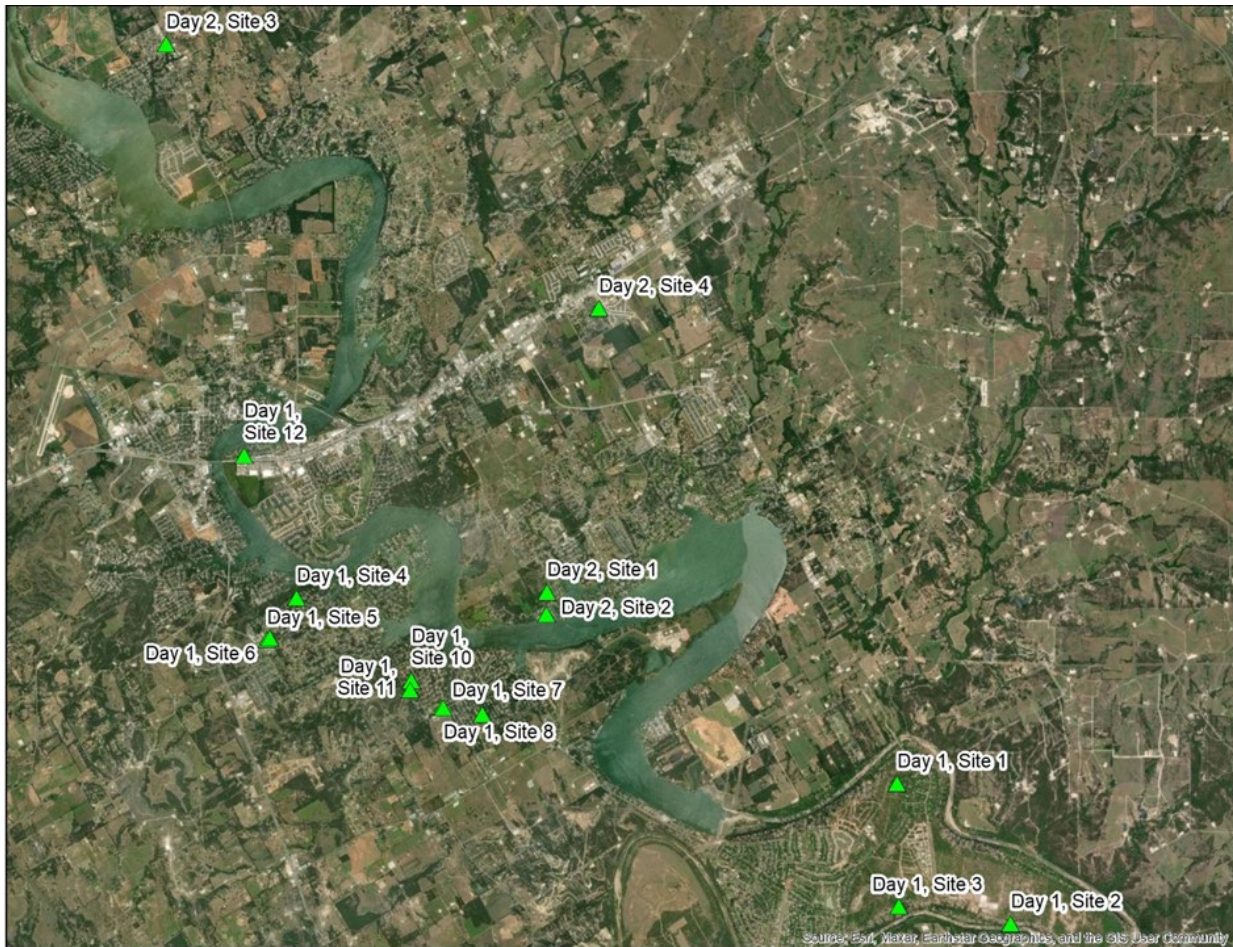 Day 2, Site 3
Day 2, Site 4
Day 1,
Site 12
Day 1, Site 4
Day 2, Site 1
Day 2, Site 2
Day 1, Site 5
Day 1, Site 6
Day 1,
Site 10
Day 1,
Site 11
Day 1, Site 7
Day 1, Site 8
Day 1, Site 1
Day 1, Site 3
Day 1, Site 2
Source: Esri, Maxar, Earthstar Geographics, and the GIS User Community